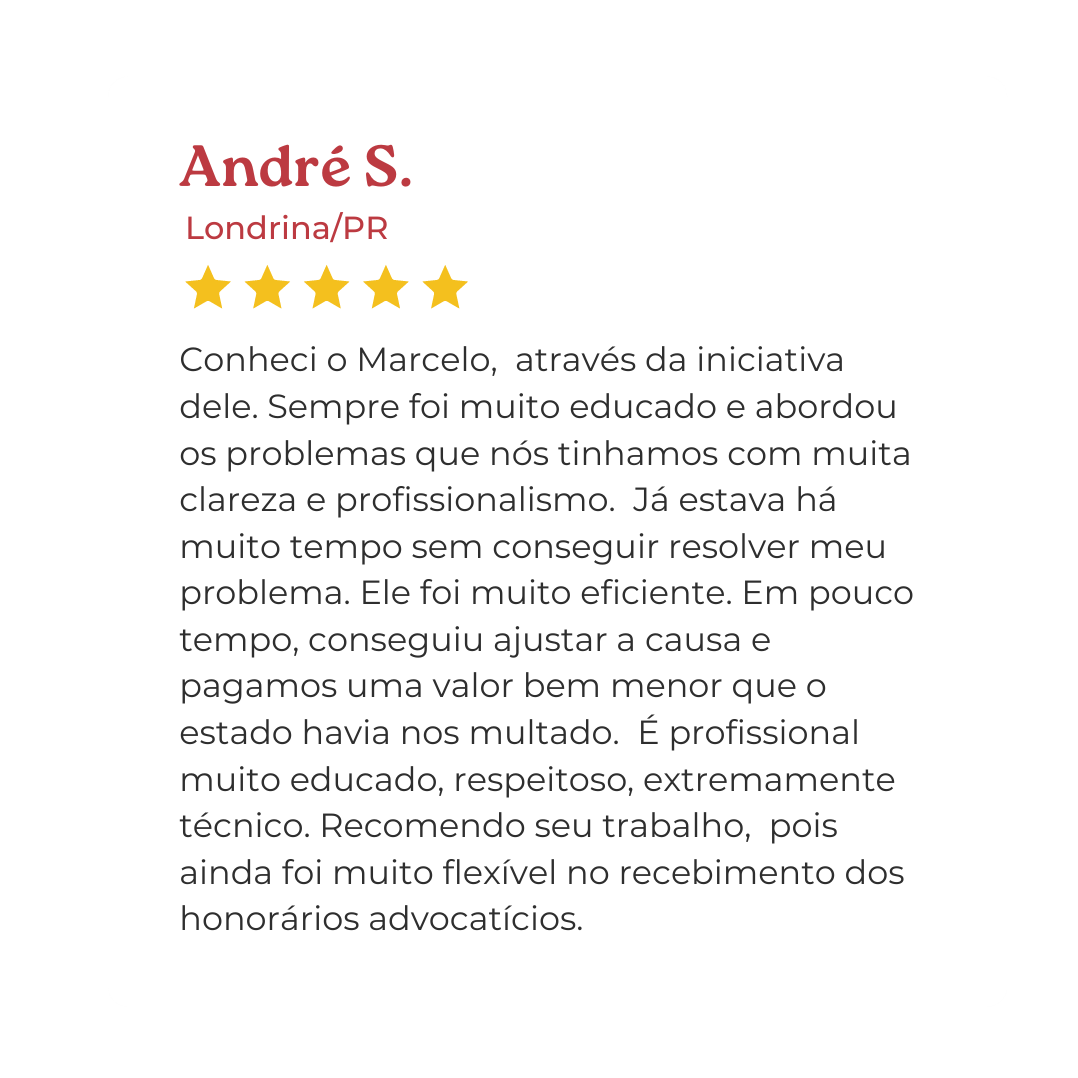 André S.
Londrina/PR
Conheci o Marcelo,  através da iniciativa
dele. Sempre foi muito educado e abordou
os problemas que nós tinhamos com muita
clareza e profissionalismo.  Já estava há
muito tempo sem conseguir resolver meu
problema. Ele foi muito eficiente. Em pouco
tempo, conseguiu ajustar a causa e
pagamos uma valor bem menor que o
estado havia nos multado.  É profissional
muito educado, respeitoso, extremamente
técnico. Recomendo seu trabalho,  pois
ainda foi muito flexível no recebimento dos
honorários advocatícios.